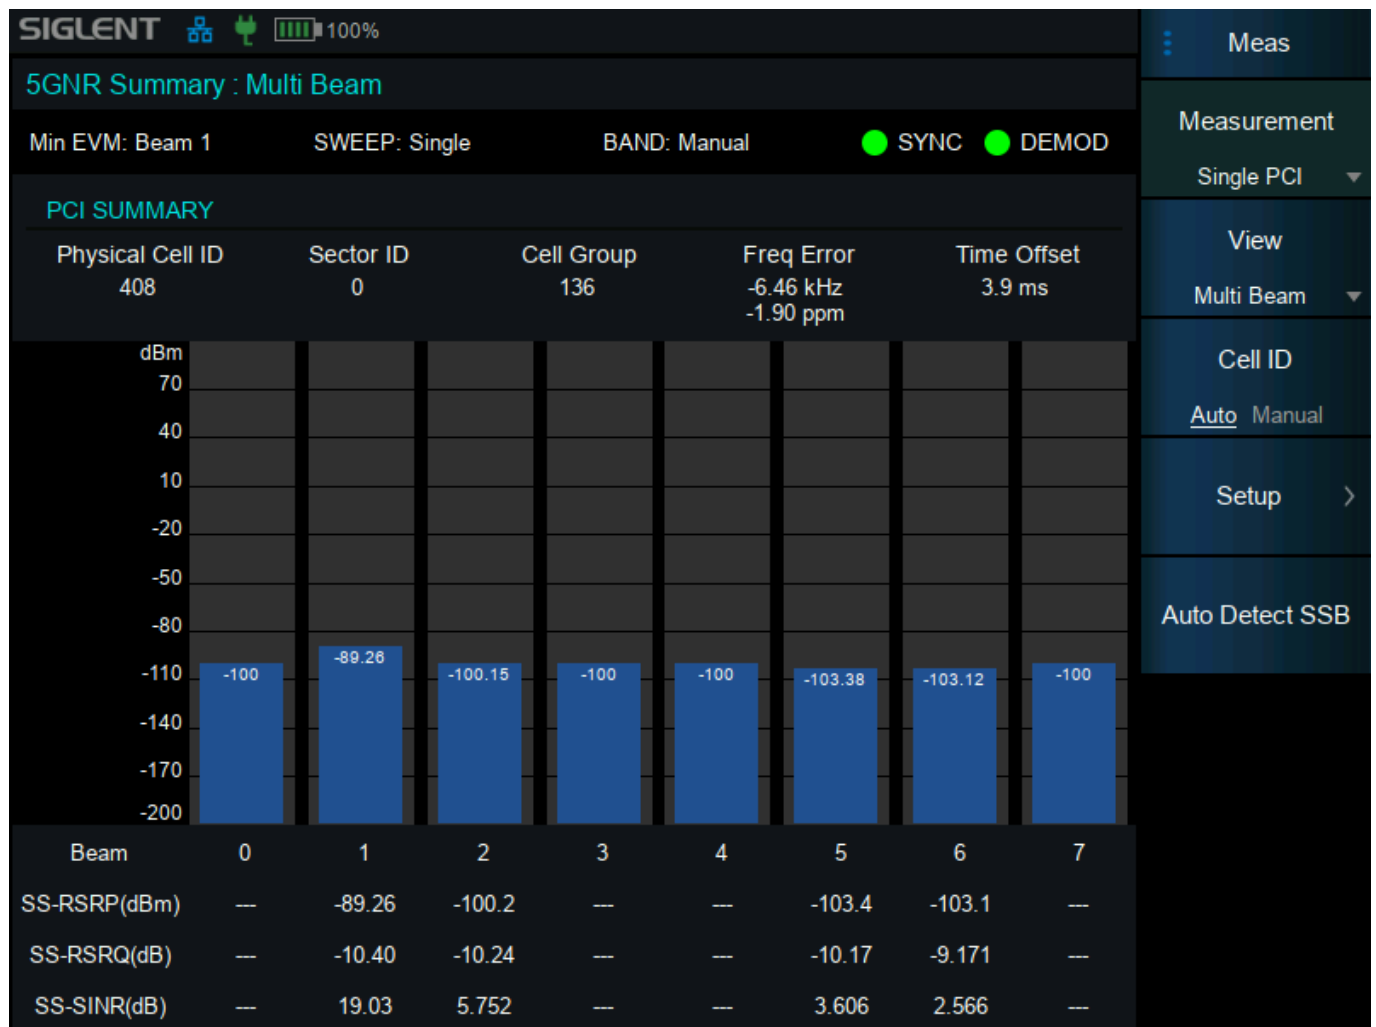 SIGLENT 100%
Meas
5GNR Summary : Multi Beam
Min EVM: Beam 1 SWEEP: Single BAND: Manual SYNC DEMOD
Measurement
Single PCI
PCI SUMMARY
Physical Cell ID Sector ID Cell Group Freq Error Time Offset
408 0 136 -6.46 kHz 3.9 ms
-1.90 ppm
View
Multi Beam
Cell ID
Auto Manual
Setup
Auto Detect SSB
dBm
70
40
10
-20
-50
-80
-110
-140
-170
-200
-100 -89.26 -100.15 -100 -100 -103.38 -103.12 -100
Beam 0 1 2 3 4 5 6 7
SS-RSRP(dBm) --- -89.26 -100.2 --- --- -103.4 -103.1 ---
SS-RSRQ(dB) --- -10.40 -10.24 --- --- -10.17 -9.171 ---
SS-SINR(dB) --- 19.03 5.752 --- --- 3.606 2.566 ---